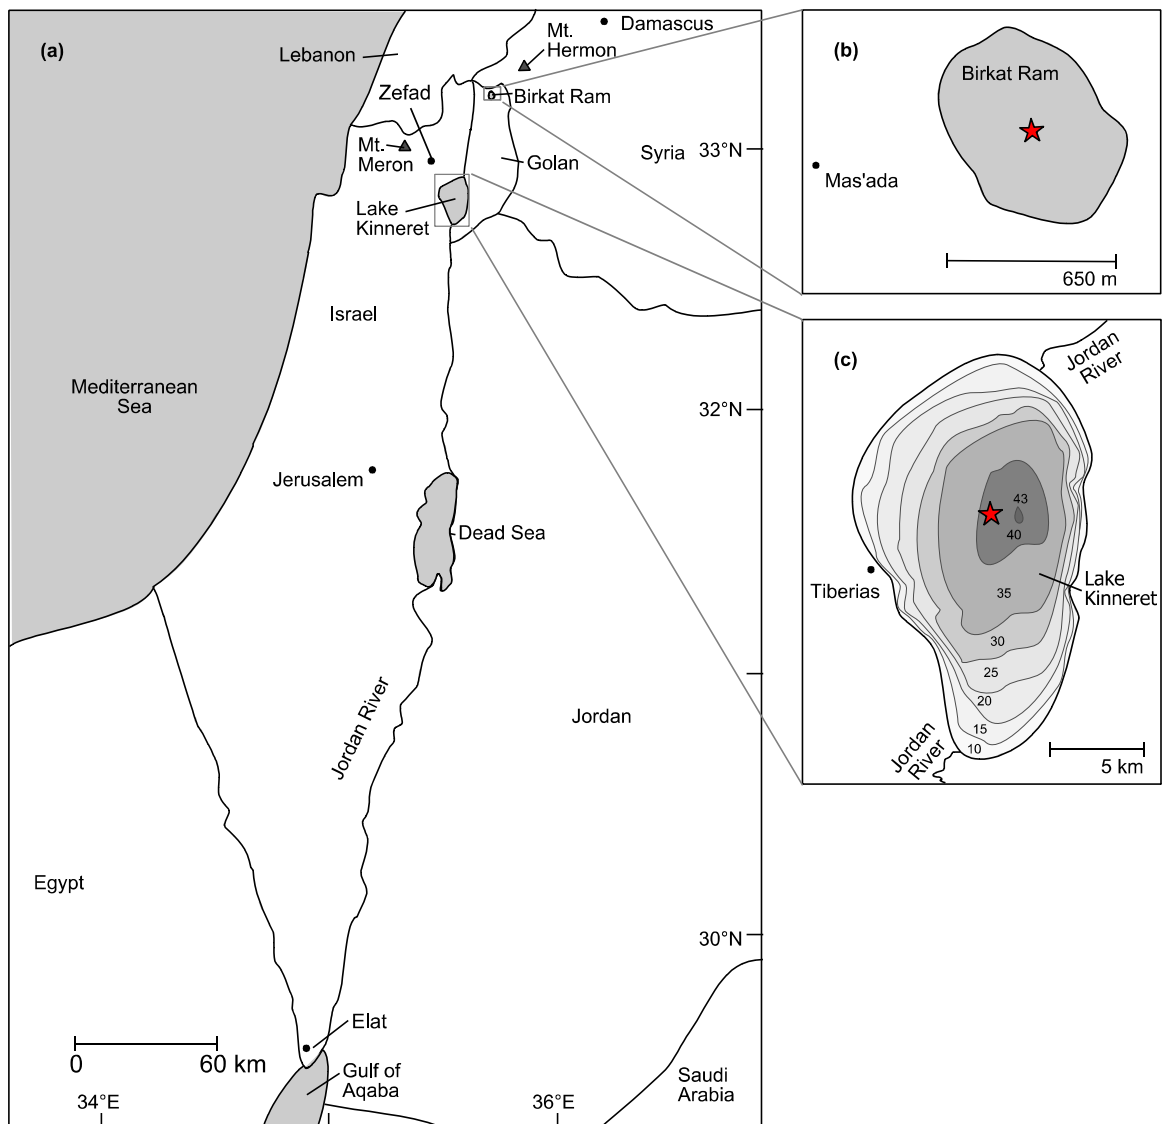 (a)
Damascus
Mt.
Hermon
Lebanon
Zefad
Birkat Ram
Mt.
Meron
Golan
Syria
33°N
Lake
Kinneret
Israel
Mediterranean
Sea
32°N
Jerusalem
Dead Sea
Jordan River
Jordan
Egypt
30°N
Elat
0
60 km
Gulf of
Aqaba
Saudi
Arabia
34°E
36°E
(b)
Birkat Ram
Mas'ada
650 m
(c)
Jordan
River
43
40
Tiberias
Lake
Kinneret
35
30
25
20
15
10
Jordan
River
5 km